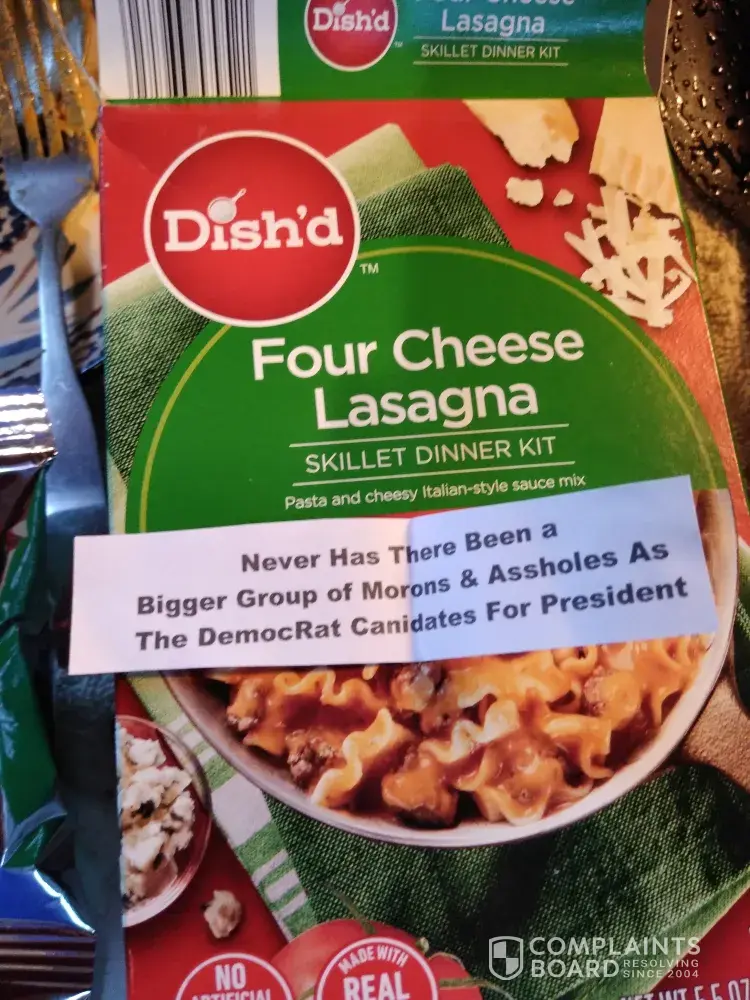 Dish'd
Four Cheese
Lasagna
SKILLET DINNER KIT
Dish'd
TM
Four Cheese
Lasagna
SKILLET DINNER KIT
Pasta and cheesy Italian-style sauce mix
Never Has There Been a
Bigger Group of Morons & Assholes As
The DemocRat Canidates For President
NO
ARTIFICIAL
MADE WITH
REAL
COMPLAINTS
BOARD
RESOLVING
SINCE 2004